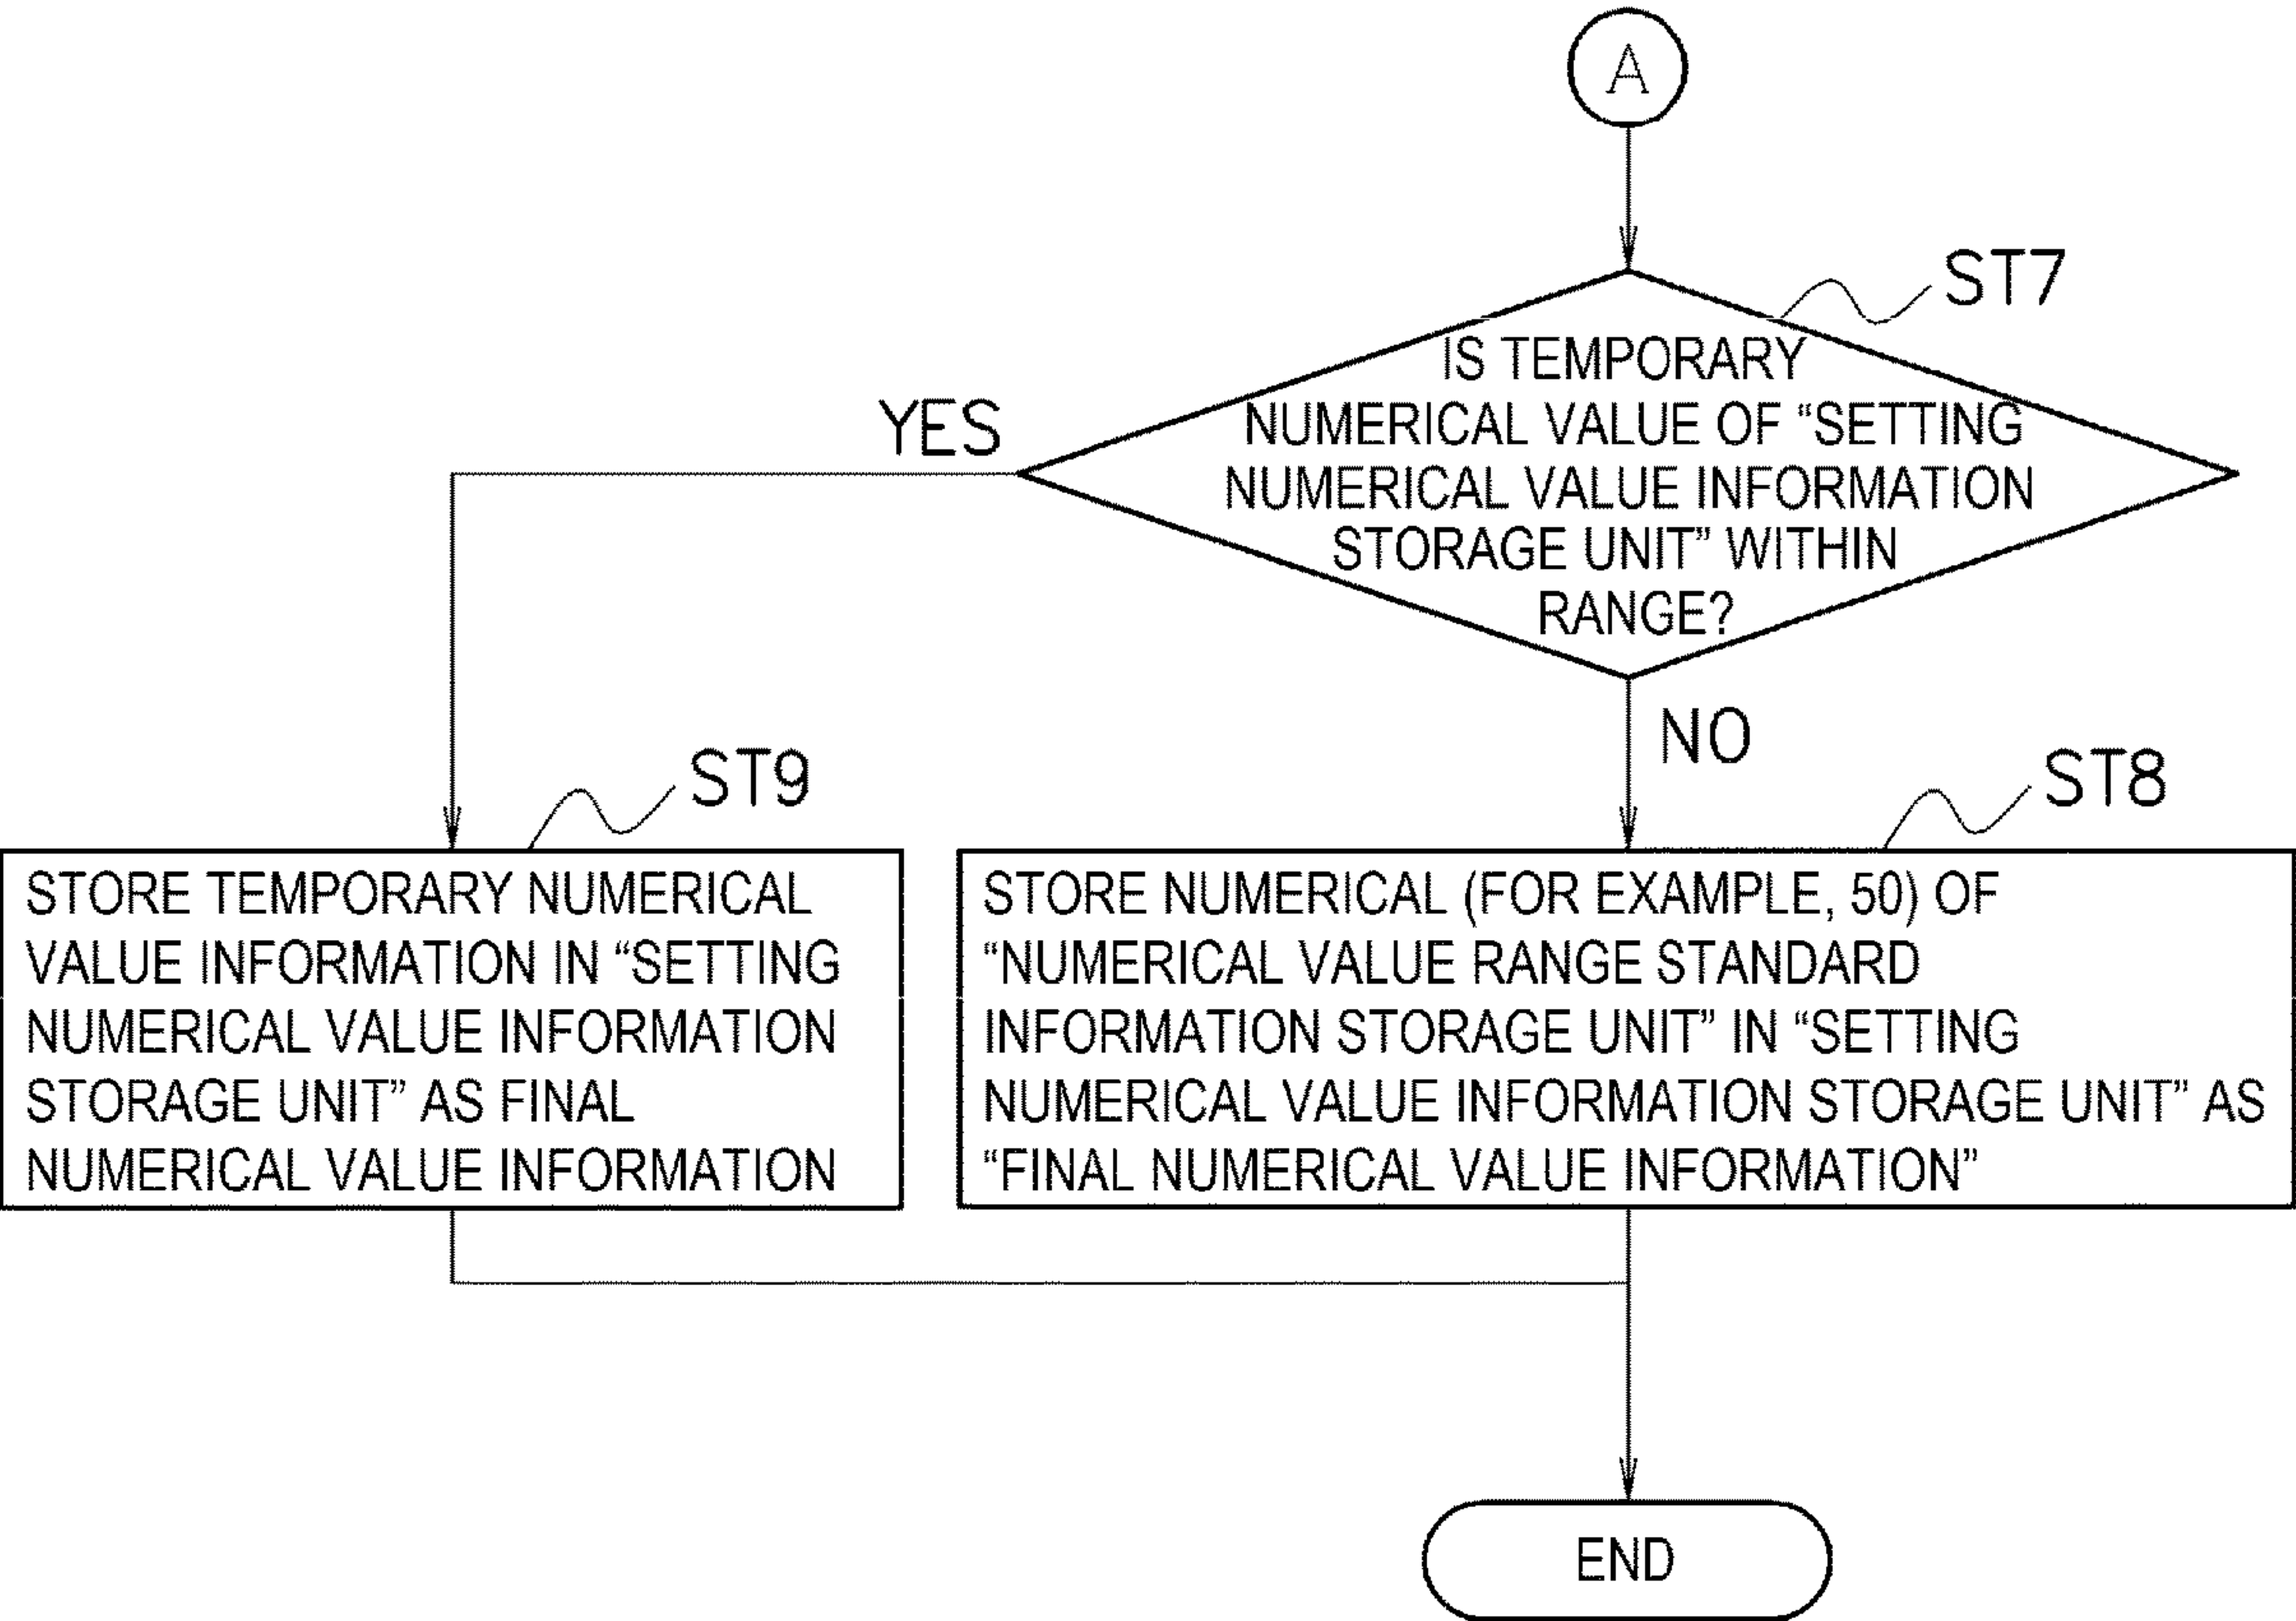 A
ST7
IS TEMPORARY
NUMERICAL VALUE OF “SETTING
NUMERICAL VALUE INFORMATION
STORAGE UNIT” WITHIN
RANGE?
YES
NO
ST9
STORE TEMPORARY NUMERICAL
VALUE INFORMATION IN “SETTING
NUMERICAL VALUE INFORMATION
STORAGE UNIT” AS FINAL
NUMERICAL VALUE INFORMATION
ST8
STORE NUMERICAL (FOR EXAMPLE, 50) OF
“NUMERICAL VALUE RANGE STANDARD
INFORMATION STORAGE UNIT” IN “SETTING
NUMERICAL VALUE INFORMATION STORAGE UNIT” AS
“FINAL NUMERICAL VALUE INFORMATION”
END